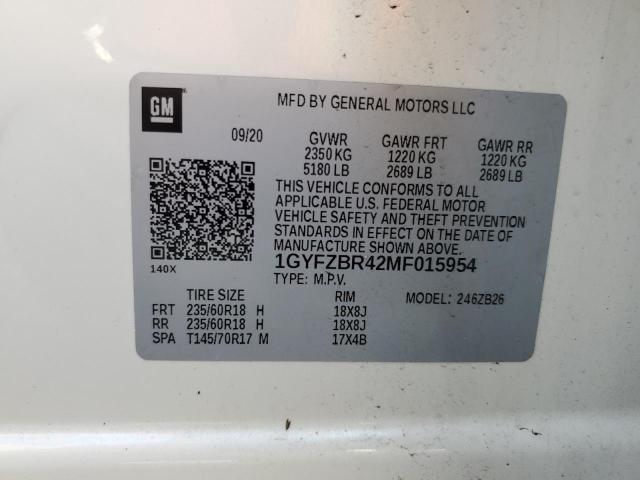 GM
MFD BY GENERAL MOTORS LLC
09/20 GVWR GAWR FRT GAWR RR
2350 KG 1220 KG 1220 KG
5180 LB 2689 LB 2689 LB
THIS VEHICLE CONFORMS TO ALL
APPLICABLE U.S. FEDERAL MOTOR
VEHICLE SAFETY AND THEFT PREVENTION
STANDARDS IN EFFECT ON THE DATE OF
MANUFACTURE SHOWN ABOVE.
140X
1GYFZBR42MF015954
TYPE: M.P.V.
TIRE SIZE RIM MODEL: 246ZB26
FRT 235/60R18 H 18X8J
RR 235/60R18 H 18X8J
SPA T145/70R17 M 17X4B